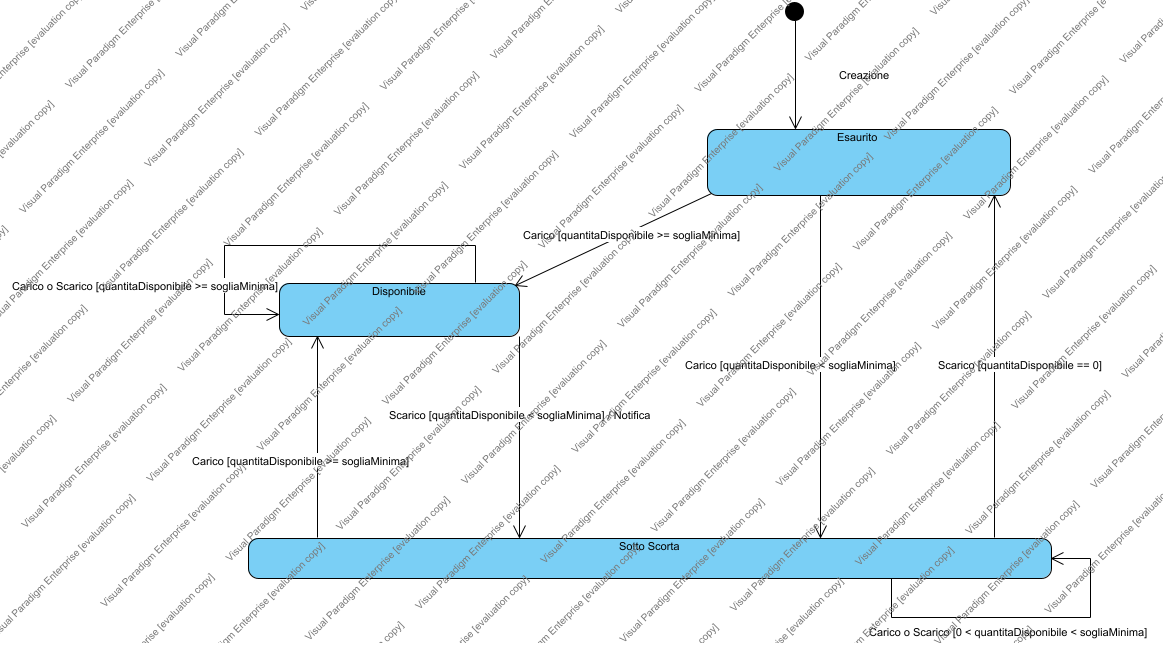 Creazione
Esaurito
Carico [quantitaDisponibile >= sogliaMinima]
Carico o Scarico [quantitaDisponibile >= sogliaMinima]
Disponibile
Carico [quantitaDisponibile < sogliaMinima]
Scarico [quantitaDisponibile == 0]
Scarico [quantitaDisponibile < sogliaMinima] / Notifica
Carico [quantitaDisponibile >= sogliaMinima]
Sotto Scorta
Carico o Scarico [0 < quantitaDisponibile < sogliaMinima]
Visual Paradigm Enterprise [evaluation copy]